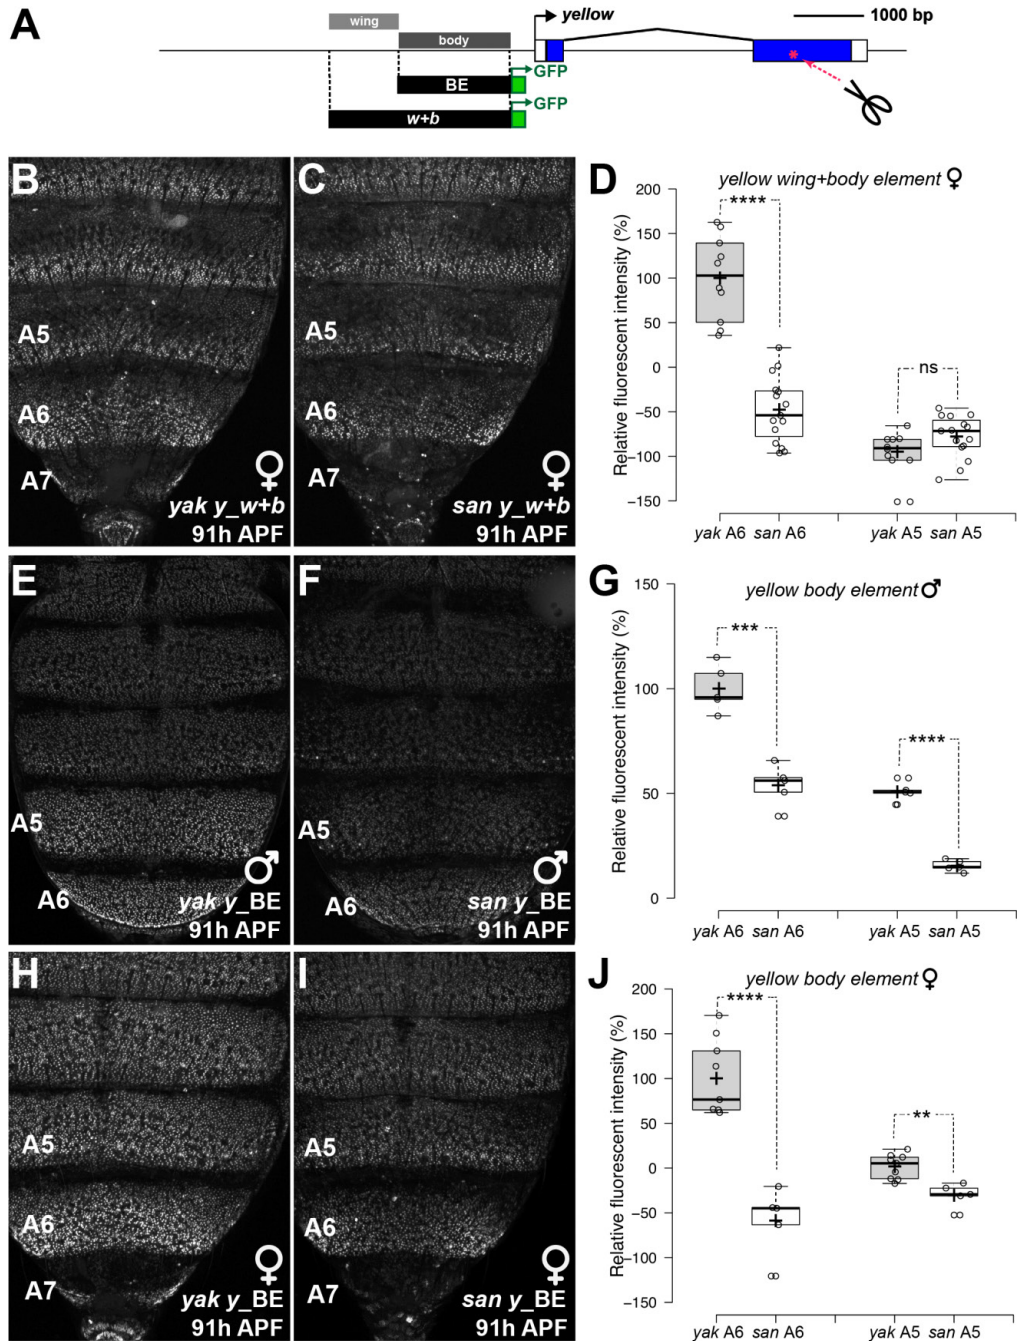 A
wing
body
yellow
1000 bp
BE
GFP
w+b
GFP
*
B
A5
A6
A7
♀
yak y_w+b
91h APF
C
A5
A6
A7
♀
san y_w+b
91h APF
D
yellow wing+body element ♀
Relative fluorescent intensity (%)
200
150
100
50
0
−50
−100
−150
****
ns
yak A6 san A6 yak A5 san A5
E
A5
A6
♂
yak y_BE
91h APF
F
A5
A6
♂
san y_BE
91h APF
G
yellow body element ♂
Relative fluorescent intensity (%)
150
100
50
0
***
****
yak A6 san A6 yak A5 san A5
H
A5
A6
A7
♀
yak y_BE
91h APF
I
A5
A6
A7
♀
san y_BE
91h APF
J
yellow body element ♀
Relative fluorescent intensity (%)
200
150
100
50
0
−50
−100
−150
****
**
yak A6 san A6 yak A5 san A5